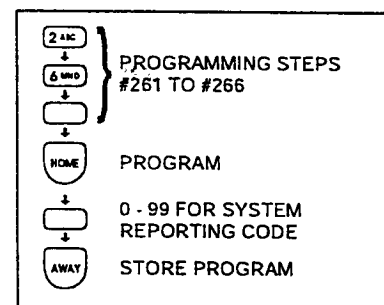 2 ABC
6 MNO
PROGRAMMING STEPS
#261 TO #266
HOME
PROGRAM
0 - 99 FOR SYSTEM
REPORTING CODE
AWAY
STORE PROGRAM